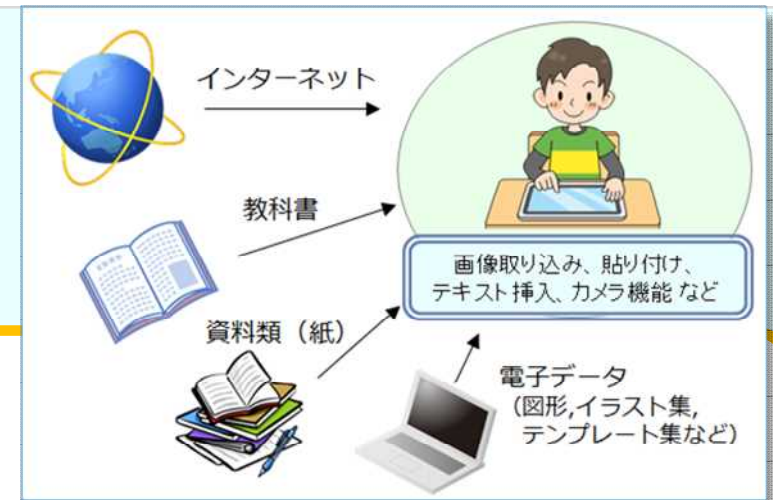 インターネット
教科書
画像取り込み、貼り付け、
テキスト挿入、カメラ機能 など
資料類（紙）
電子データ
（図形,イラスト集,
テンプレート集など）